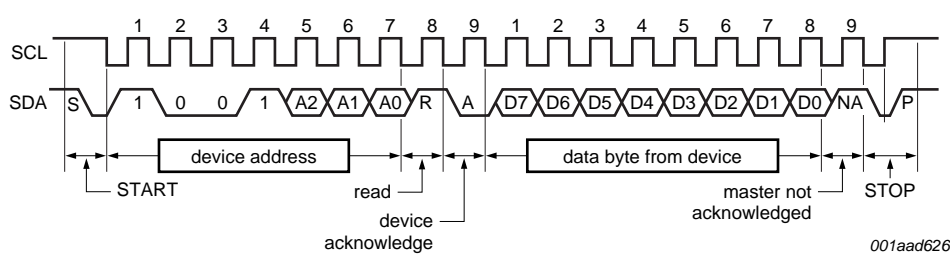 1 2 3 4 5 6 7 8 9 1 2 3 4 5 6 7 8 9
SCL
SDA S 1 0 0 1 A2 A1 A0 R A D7 D6 D5 D4 D3 D2 D1 D0 NA P
device address data byte from device
START read master not STOP
device acknowledged
acknowledge
001aad626